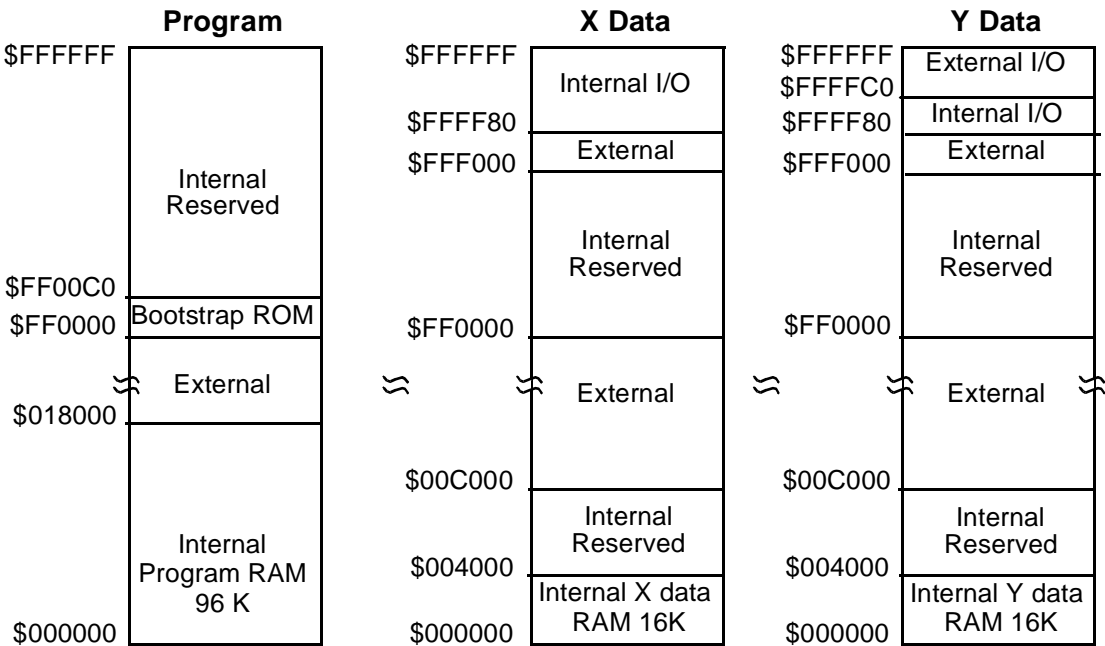 Program
$FFFFFF
Internal
Reserved
$FF00C0
Bootstrap ROM
$FF0000
External
$018000
Internal
Program RAM
96 K
$000000
X Data
$FFFFFF
Internal I/O
$FFFF80
External
$FFF000
Internal
Reserved
$FF0000
External
$00C000
Internal
Reserved
$004000
Internal X data
RAM 16K
$000000
Y Data
$FFFFFF
External I/O
$FFFFC0
Internal I/O
$FFFF80
External
$FFF000
Internal
Reserved
$FF0000
External
$00C000
Internal
Reserved
$004000
Internal Y data
RAM 16K
$000000